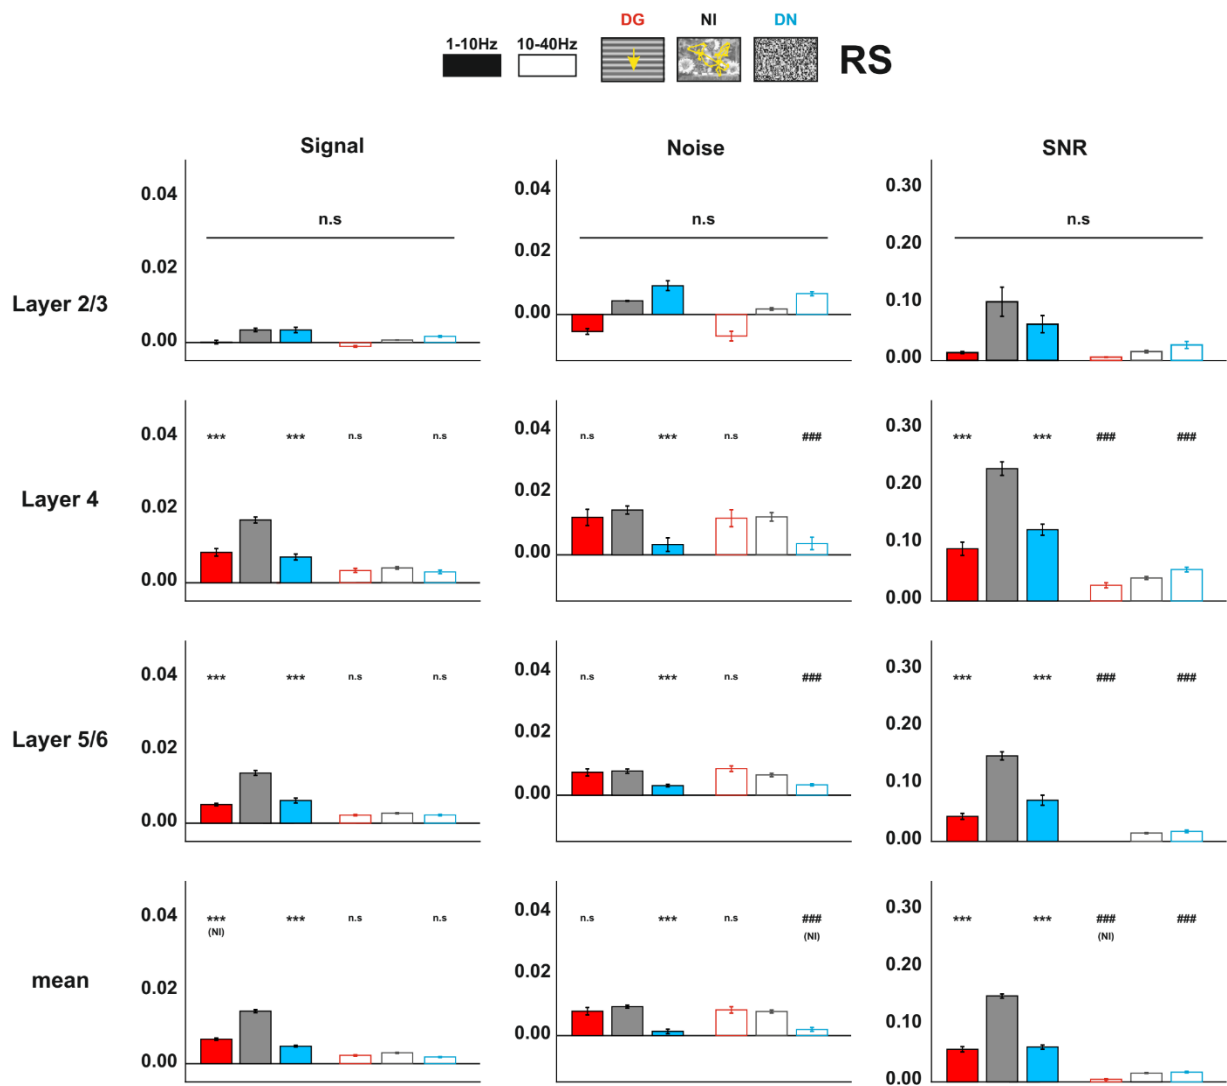 DG NI DN
1-10Hz 10-40Hz RS
Signal Noise SNR
Layer 2/3
0.04 0.04 0.30
n.s n.s n.s
0.20
0.02 0.02
0.10
0.00 0.00 0.00
Layer 4
0.04 *** *** n.s n.s
0.04 n.s *** n.s ###
0.30 *** *** ### ###
0.20
0.02 0.02
0.10
0.00 0.00 0.00
Layer 5/6
0.04 *** *** n.s n.s
0.04 n.s *** n.s ###
0.30 *** *** ### ###
0.20
0.02 0.02
0.10
0.00 0.00 0.00
mean
0.04 *** *** n.s n.s
(NI)
0.04 n.s *** n.s ###
(NI)
0.30 *** *** ### ###
(NI)
0.20
0.02 0.02
0.10
0.00 0.00 0.00